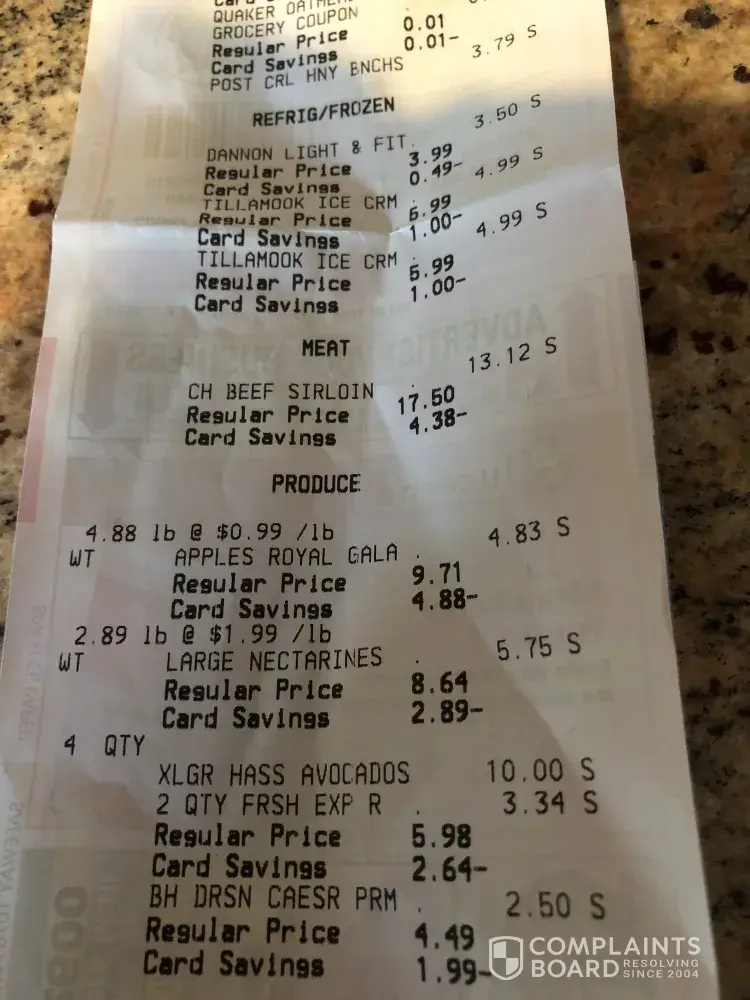 QUAKER
GROCERY COUPON
Regular Price 0.01
Card Savings 0.01-
POST CRL HNY BNCHS 3.79 S
REFRIG/FROZEN
DANNON LIGHT & FIT. 3.50 S
Regular Price 3.99
Card Savings 0.49-
TILLAMOOK ICE CRM . 4.99 S
Regular Price 5.99
Card Savings 1.00-
TILLAMOOK ICE CRM . 4.99 S
Regular Price 5.99
Card Savings 1.00-
MEAT
CH BEEF SIRLOIN . 13.12 S
Regular Price 17.50
Card Savings 4.38-
PRODUCE
4.88 lb @ $0.99 /lb
WT APPLES ROYAL GALA . 4.83 S
Regular Price 9.71
Card Savings 4.88-
2.89 lb @ $1.99 /lb
WT LARGE NECTARINES . 5.75 S
Regular Price 8.64
Card Savings 2.89-
4 QTY
XLGR HASS AVOCADOS 10.00 S
2 QTY FRSH EXP R . 3.34 S
Regular Price 5.98
Card Savings 2.64-
BH DRSN CAESR PRM . 2.50 S
Regular Price 4.49
Card Savings 1.99-
COMPLAINTS
BOARD RESOLVING SINCE 2004